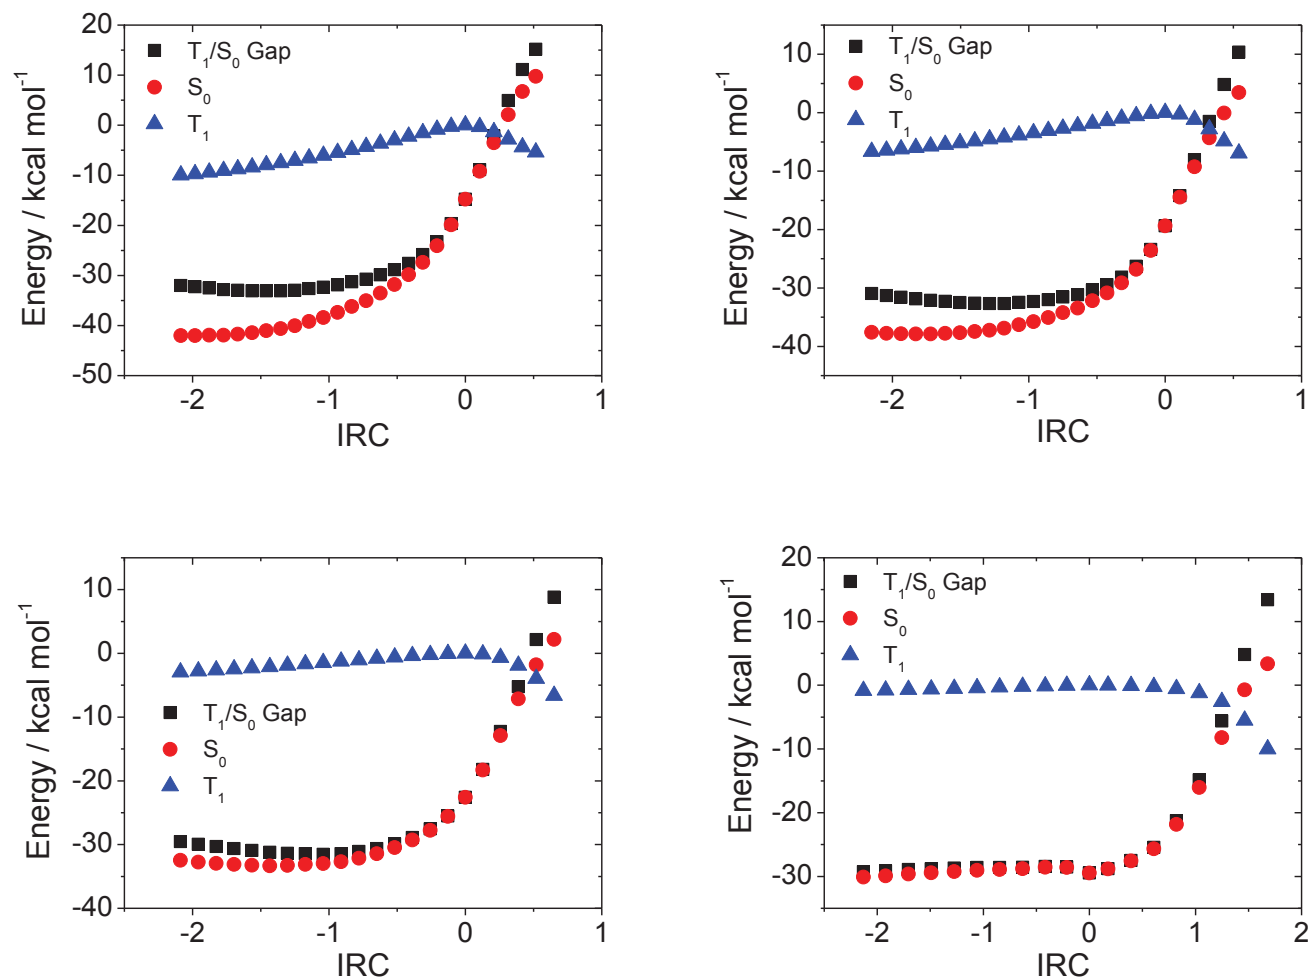 20
10
0
-10
-20
-30
-40
-50
Energy / kcal mol⁻¹
T₁/S₀ Gap
S₀
T₁
-2 -1 0 1
IRC
10
0
-10
-20
-30
-40
Energy / kcal mol⁻¹
T₁/S₀ Gap
S₀
T₁
-2 -1 0 1
IRC
10
0
-10
-20
-30
-40
Energy / kcal mol⁻¹
T₁/S₀ Gap
S₀
T₁
-2 -1 0 1
IRC
20
10
0
-10
-20
-30
Energy / kcal mol⁻¹
T₁/S₀ Gap
S₀
T₁
-2 -1 0 1 2
IRC